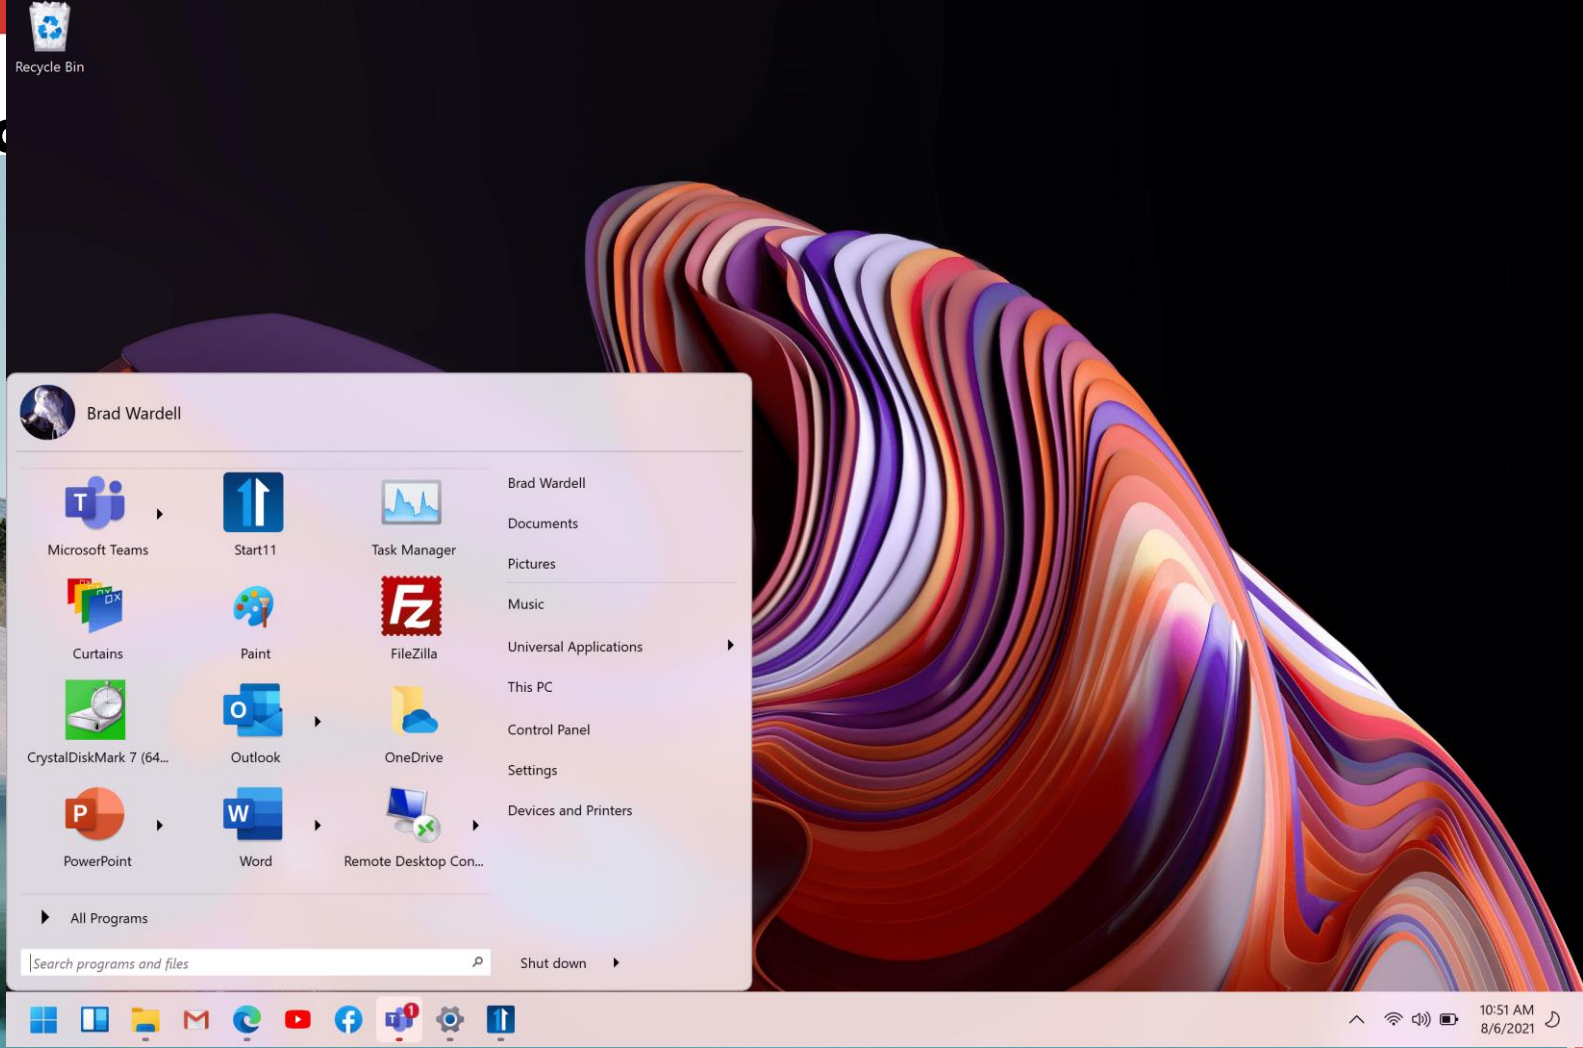 Recycle Bin
Brad Wardell
Microsoft Teams
Start11
Task Manager
Curtains
Paint
FileZilla
CrystalDiskMark 7 (64...
Outlook
OneDrive
PowerPoint
Word
Remote Desktop Con...
Brad Wardell
Documents
Pictures
Music
Universal Applications
This PC
Control Panel
Settings
Devices and Printers
All Programs
Search programs and files
Shut down
1
10:51 AM
8/6/2021